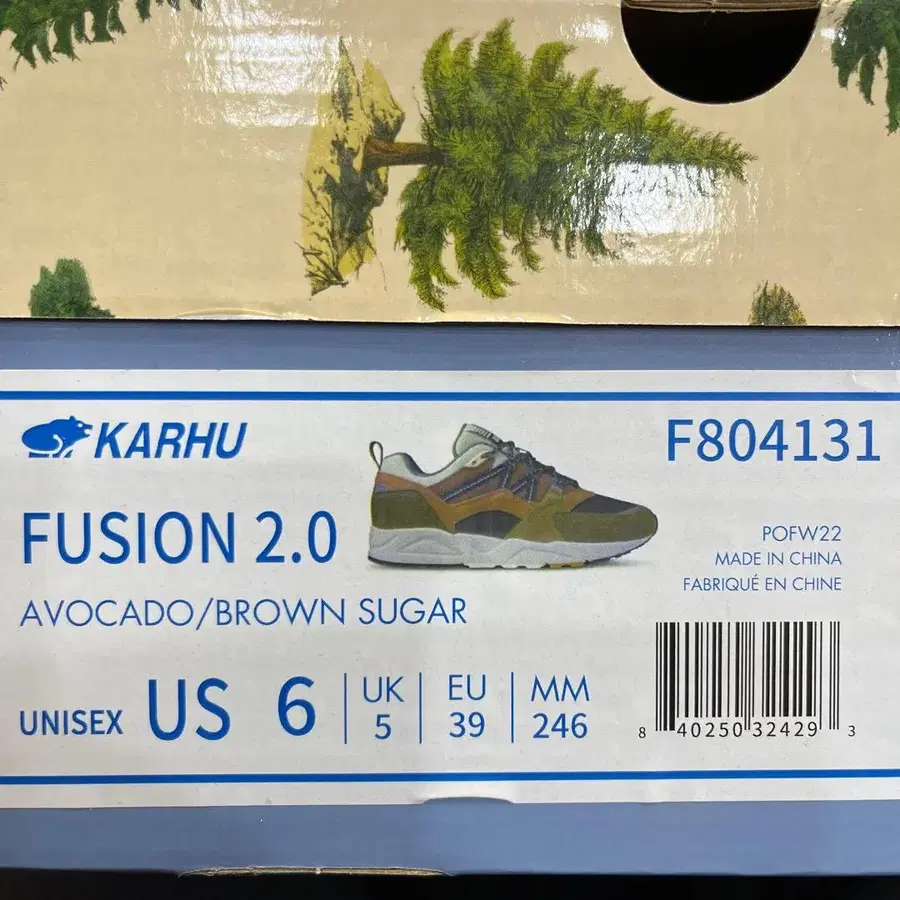 KARHU
F804131
FUSION 2.0
AVOCADO/BROWN SUGAR
POFW22
MADE IN CHINA
FABRIQUÉ EN CHINE
UNISEX US 6
UK 5
EU 39
MM 246
8 40250 32429 3